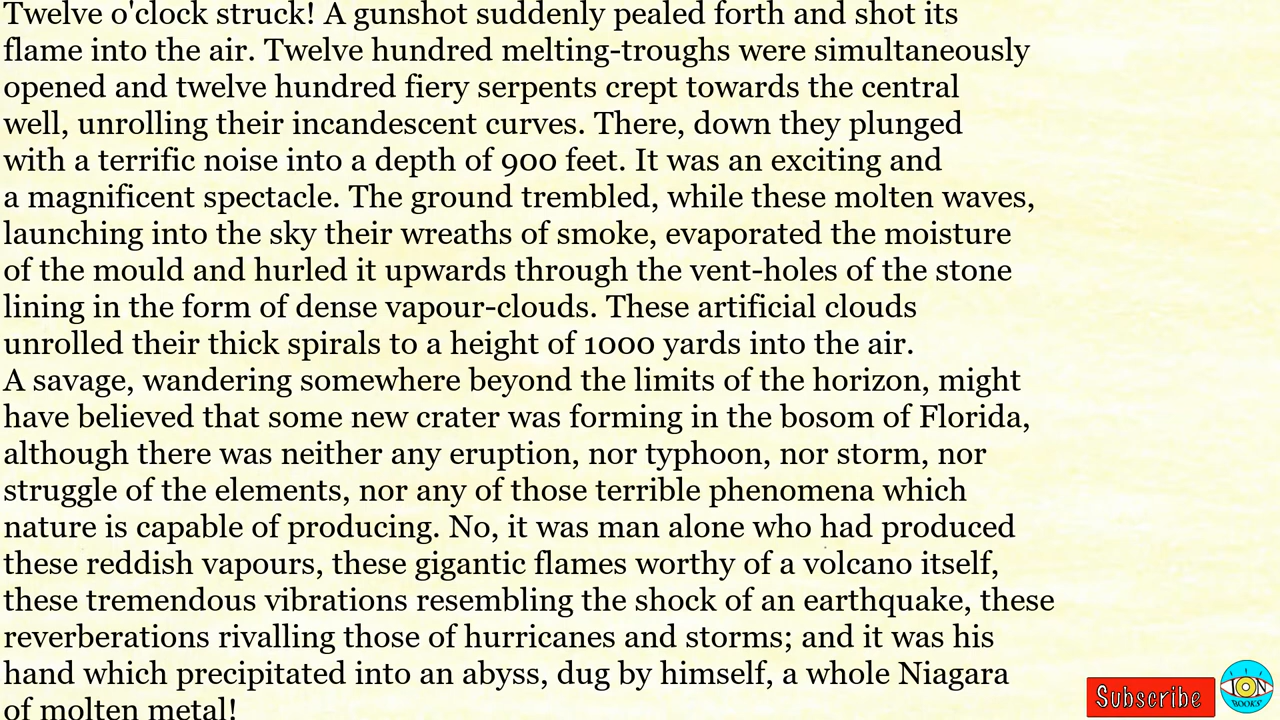 Twelve o'clock struck! A gunshot suddenly pealed forth and shot its
flame into the air. Twelve hundred melting-troughs were simultaneously
opened and twelve hundred fiery serpents crept towards the central
well, unrolling their incandescent curves. There, down they plunged
with a terrific noise into a depth of 900 feet. It was an exciting and
a magnificent spectacle. The ground trembled, while these molten waves,
launching into the sky their wreaths of smoke, evaporated the moisture
of the mould and hurled it upwards through the vent-holes of the stone
lining in the form of dense vapour-clouds. These artificial clouds
unrolled their thick spirals to a height of 1000 yards into the air.
A savage, wandering somewhere beyond the limits of the horizon, might
have believed that some new crater was forming in the bosom of Florida,
although there was neither any eruption, nor typhoon, nor storm, nor
struggle of the elements, nor any of those terrible phenomena which
nature is capable of producing. No, it was man alone who had produced
these reddish vapours, these gigantic flames worthy of a volcano itself,
these tremendous vibrations resembling the shock of an earthquake, these
reverberations rivalling those of hurricanes and storms; and it was his
hand which precipitated into an abyss, dug by himself, a whole Niagara
of molten metal!
Subscribe
ION
BOOKS